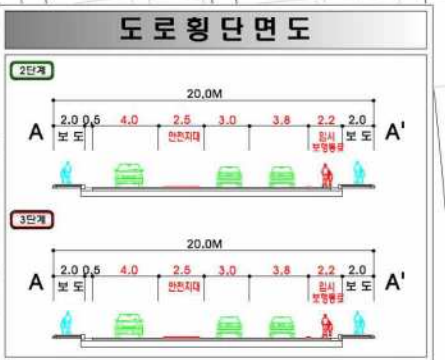 도로횡단면도
2단계
20.0M
A 2.0 0.5 4.0 2.5 3.0 3.8 2.2 2.0 A'
보도 안전지대 임시 보도
보행통로
3단계
20.0M
A 2.0 0.5 4.0 2.5 3.0 3.8 2.2 2.0 A'
보도 안전지대 임시 보도
보행통로